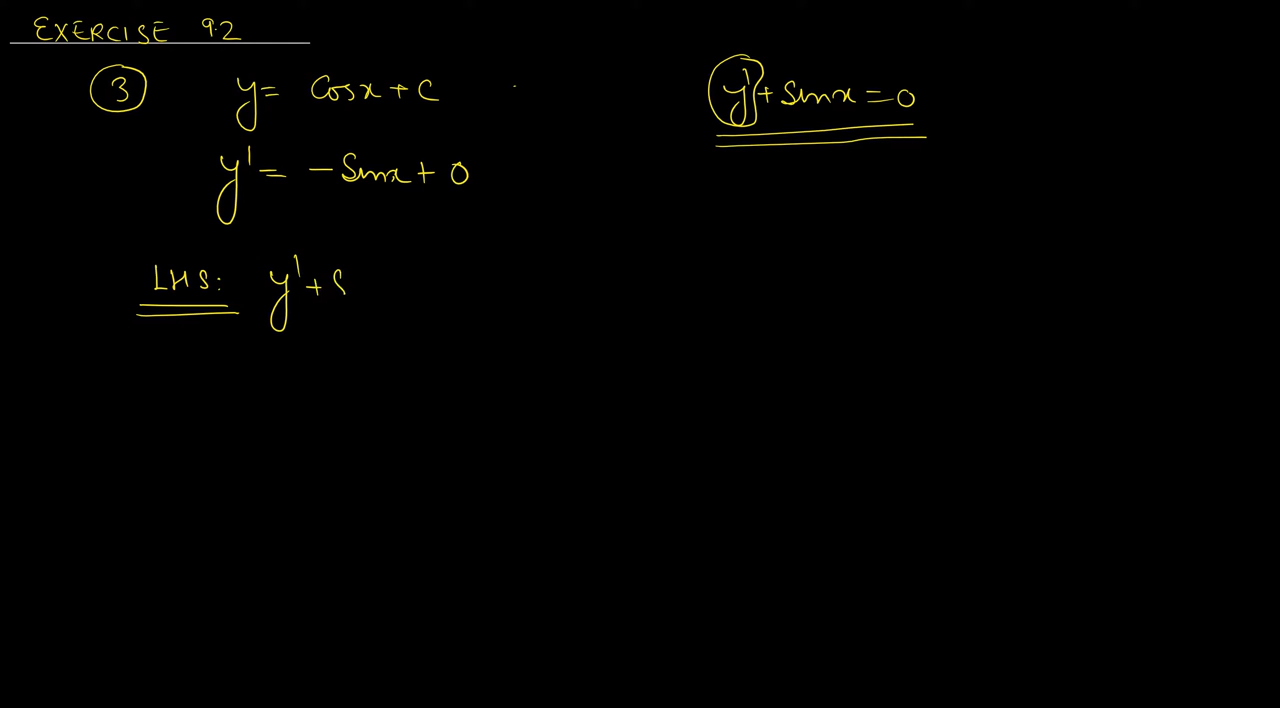 EXERCISE 9.2
3 y = Cosx + C y' + Sinx = 0
y' = - Sinx + 0
LHS: y' + S